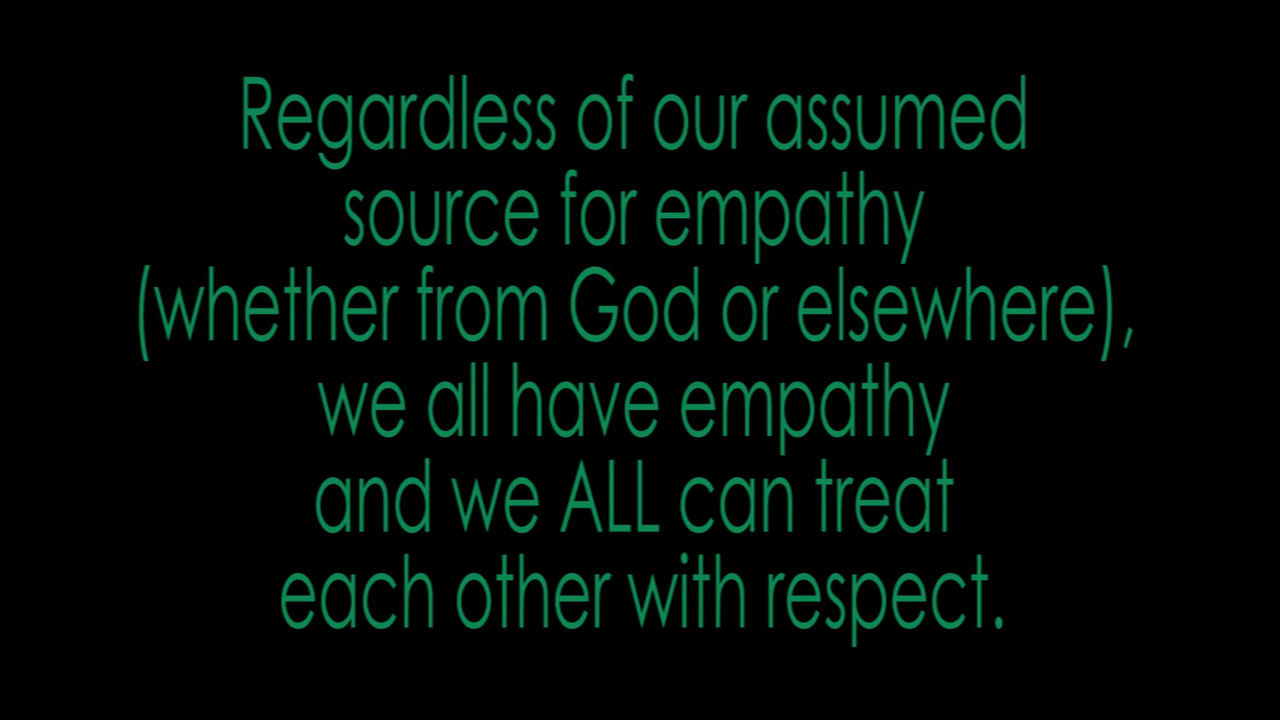 Regardless of our assumed
source for empathy
(whether from God or elsewhere),
we all have empathy
and we ALL can treat
each other with respect.